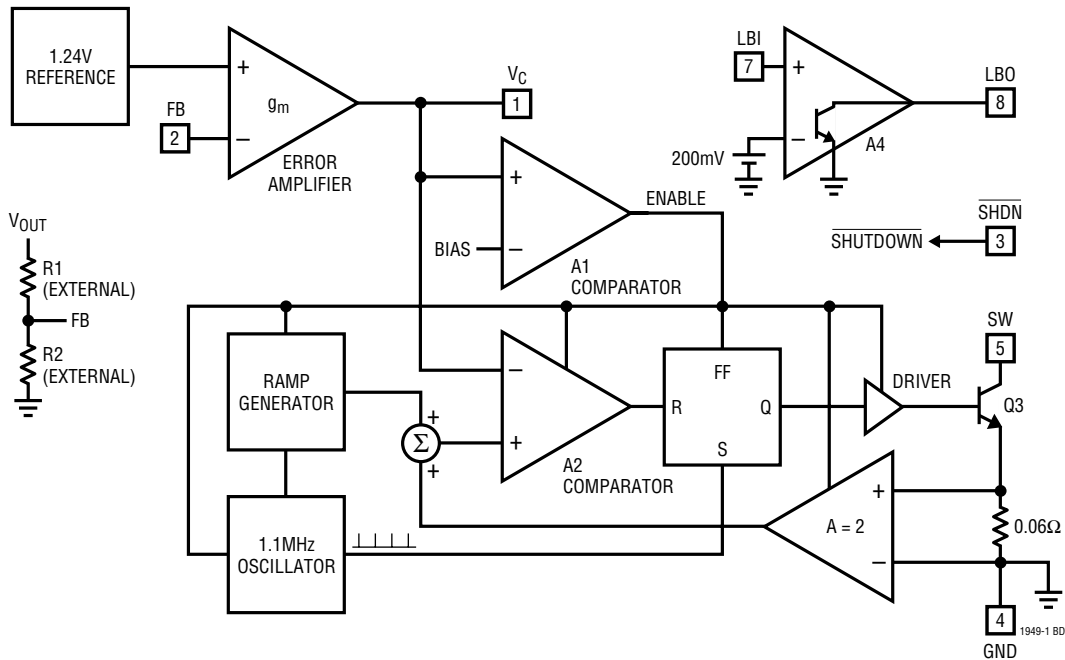 1.24V
REFERENCE
FB
2
+
–
gm
ERROR
AMPLIFIER
VC
1
LBI
7
+
–
200mV
A4
LBO
8
SHDN
3
SHUTDOWN
VOUT
R1
(EXTERNAL)
FB
R2
(EXTERNAL)
+
BIAS
–
ENABLE
A1
COMPARATOR
RAMP
GENERATOR
+
Σ
+
–
+
A2
COMPARATOR
FF
R
Q
S
DRIVER
SW
5
Q3
1.1MHz
OSCILLATOR
A = 2
+
–
0.06Ω
4
GND
1949-1 BD